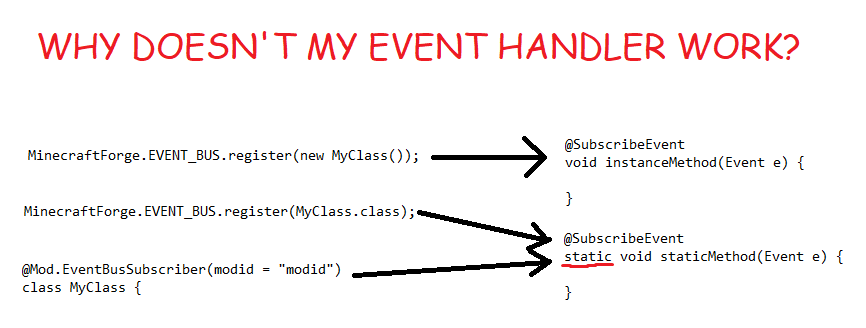 WHY DOESN'T MY EVENT HANDLER WORK?
MinecraftForge.EVENT_BUS.register(new MyClass());
@SubscribeEvent
void instanceMethod(Event e) {
}
MinecraftForge.EVENT_BUS.register(MyClass.class);
@SubscribeEvent
static void staticMethod(Event e) {
}
@Mod.EventBusSubscriber(modid = "modid")
class MyClass {